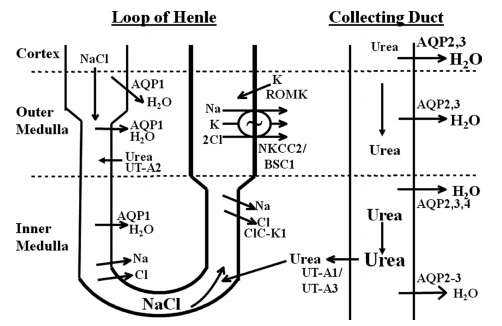 Loop of Henle
Collecting Duct
Cortex
NaCl
Urea
AQP2,3
H₂O
AQP1
H₂O
K
ROMK
Outer
Medulla
AQP1
H₂O
Urea
UT-A2
Na
K
2Cl
~
NKCC2/
BSC1
AQP2,3
H₂O
Urea
Inner
Medulla
AQP1
H₂O
Na
Cl
Na
Cl
ClC-K1
H₂O
AQP2,3,4
Urea
Urea
Urea
UT-A1/
UT-A3
AQP2-3
H₂O
NaCl